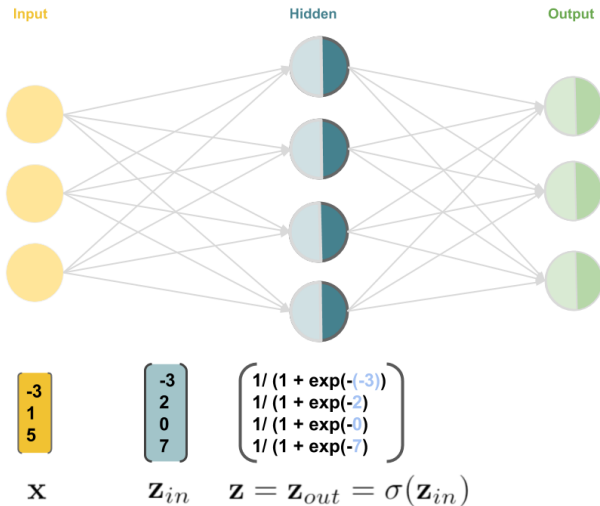 Input Hidden Output
-3
1
5
-3
2
0
7
1/ (1 + exp(-(-3))
1/ (1 + exp(-2)
1/ (1 + exp(-0)
1/ (1 + exp(-7)
x
z_in
z = z_out = σ(z_in)